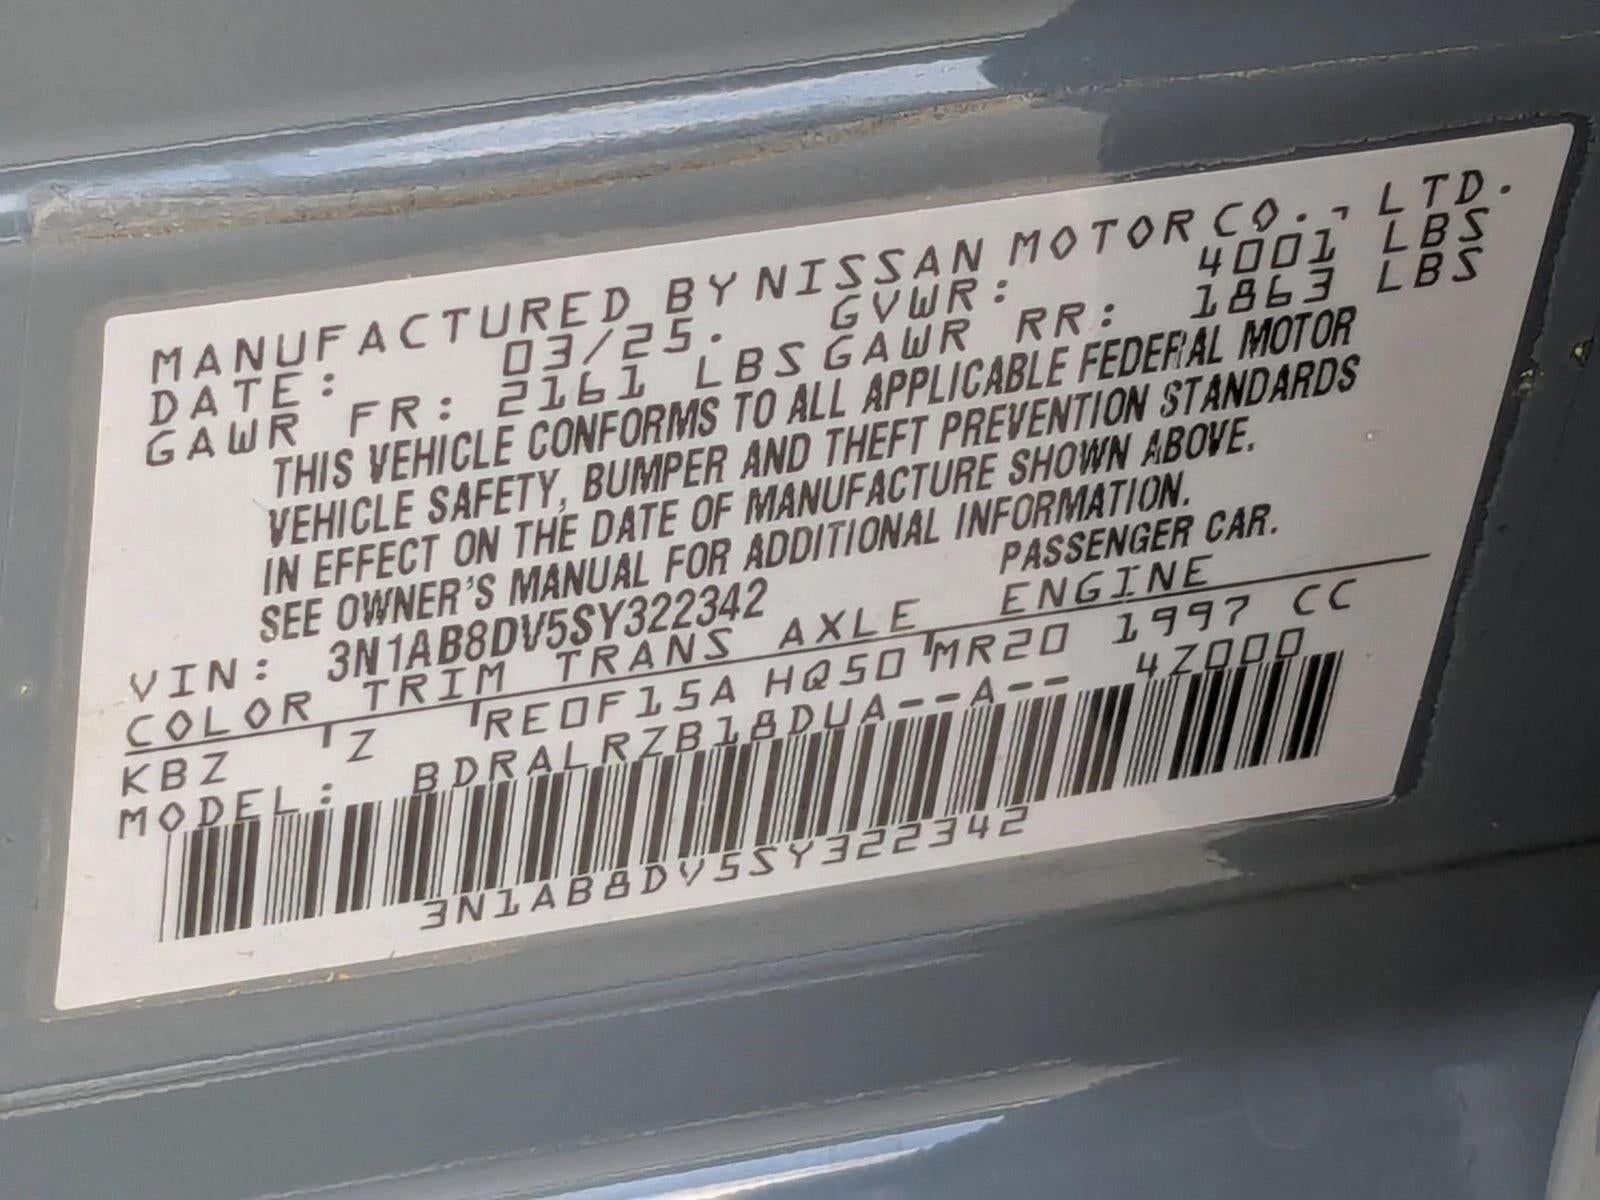 MANUFACTURED BY NISSAN MOTOR CO., LTD.
DATE: 03/25. GVWR: 4001 LBS
GAWR FR: 2161 LBS GAWR RR: 1863 LBS
THIS VEHICLE CONFORMS TO ALL APPLICABLE FEDERAL MOTOR
VEHICLE SAFETY, BUMPER AND THEFT PREVENTION STANDARDS
IN EFFECT ON THE DATE OF MANUFACTURE SHOWN ABOVE.
SEE OWNER'S MANUAL FOR ADDITIONAL INFORMATION.
VIN: 3N1AB8DV5SY322342 PASSENGER CAR.
COLOR TRIM TRANS AXLE ENGINE
KBZ Z RE0F15A HQ50 MR20 1997 CC
MODEL: BDRALRZB18DUA--A-- 4Z000
3N1AB8DV5SY322342